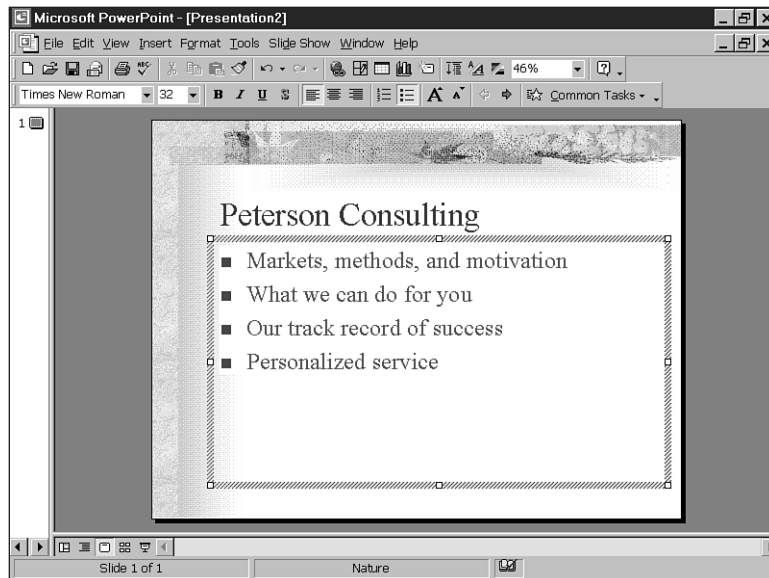 Microsoft PowerPoint - [Presentation2]
File Edit View Insert Format Tools Slide Show Window Help
ABC 46%
Times New Roman 32 B I U S A A Common Tasks
1
Peterson Consulting
Markets, methods, and motivation
What we can do for you
Our track record of success
Personalized service
Slide 1 of 1 Nature